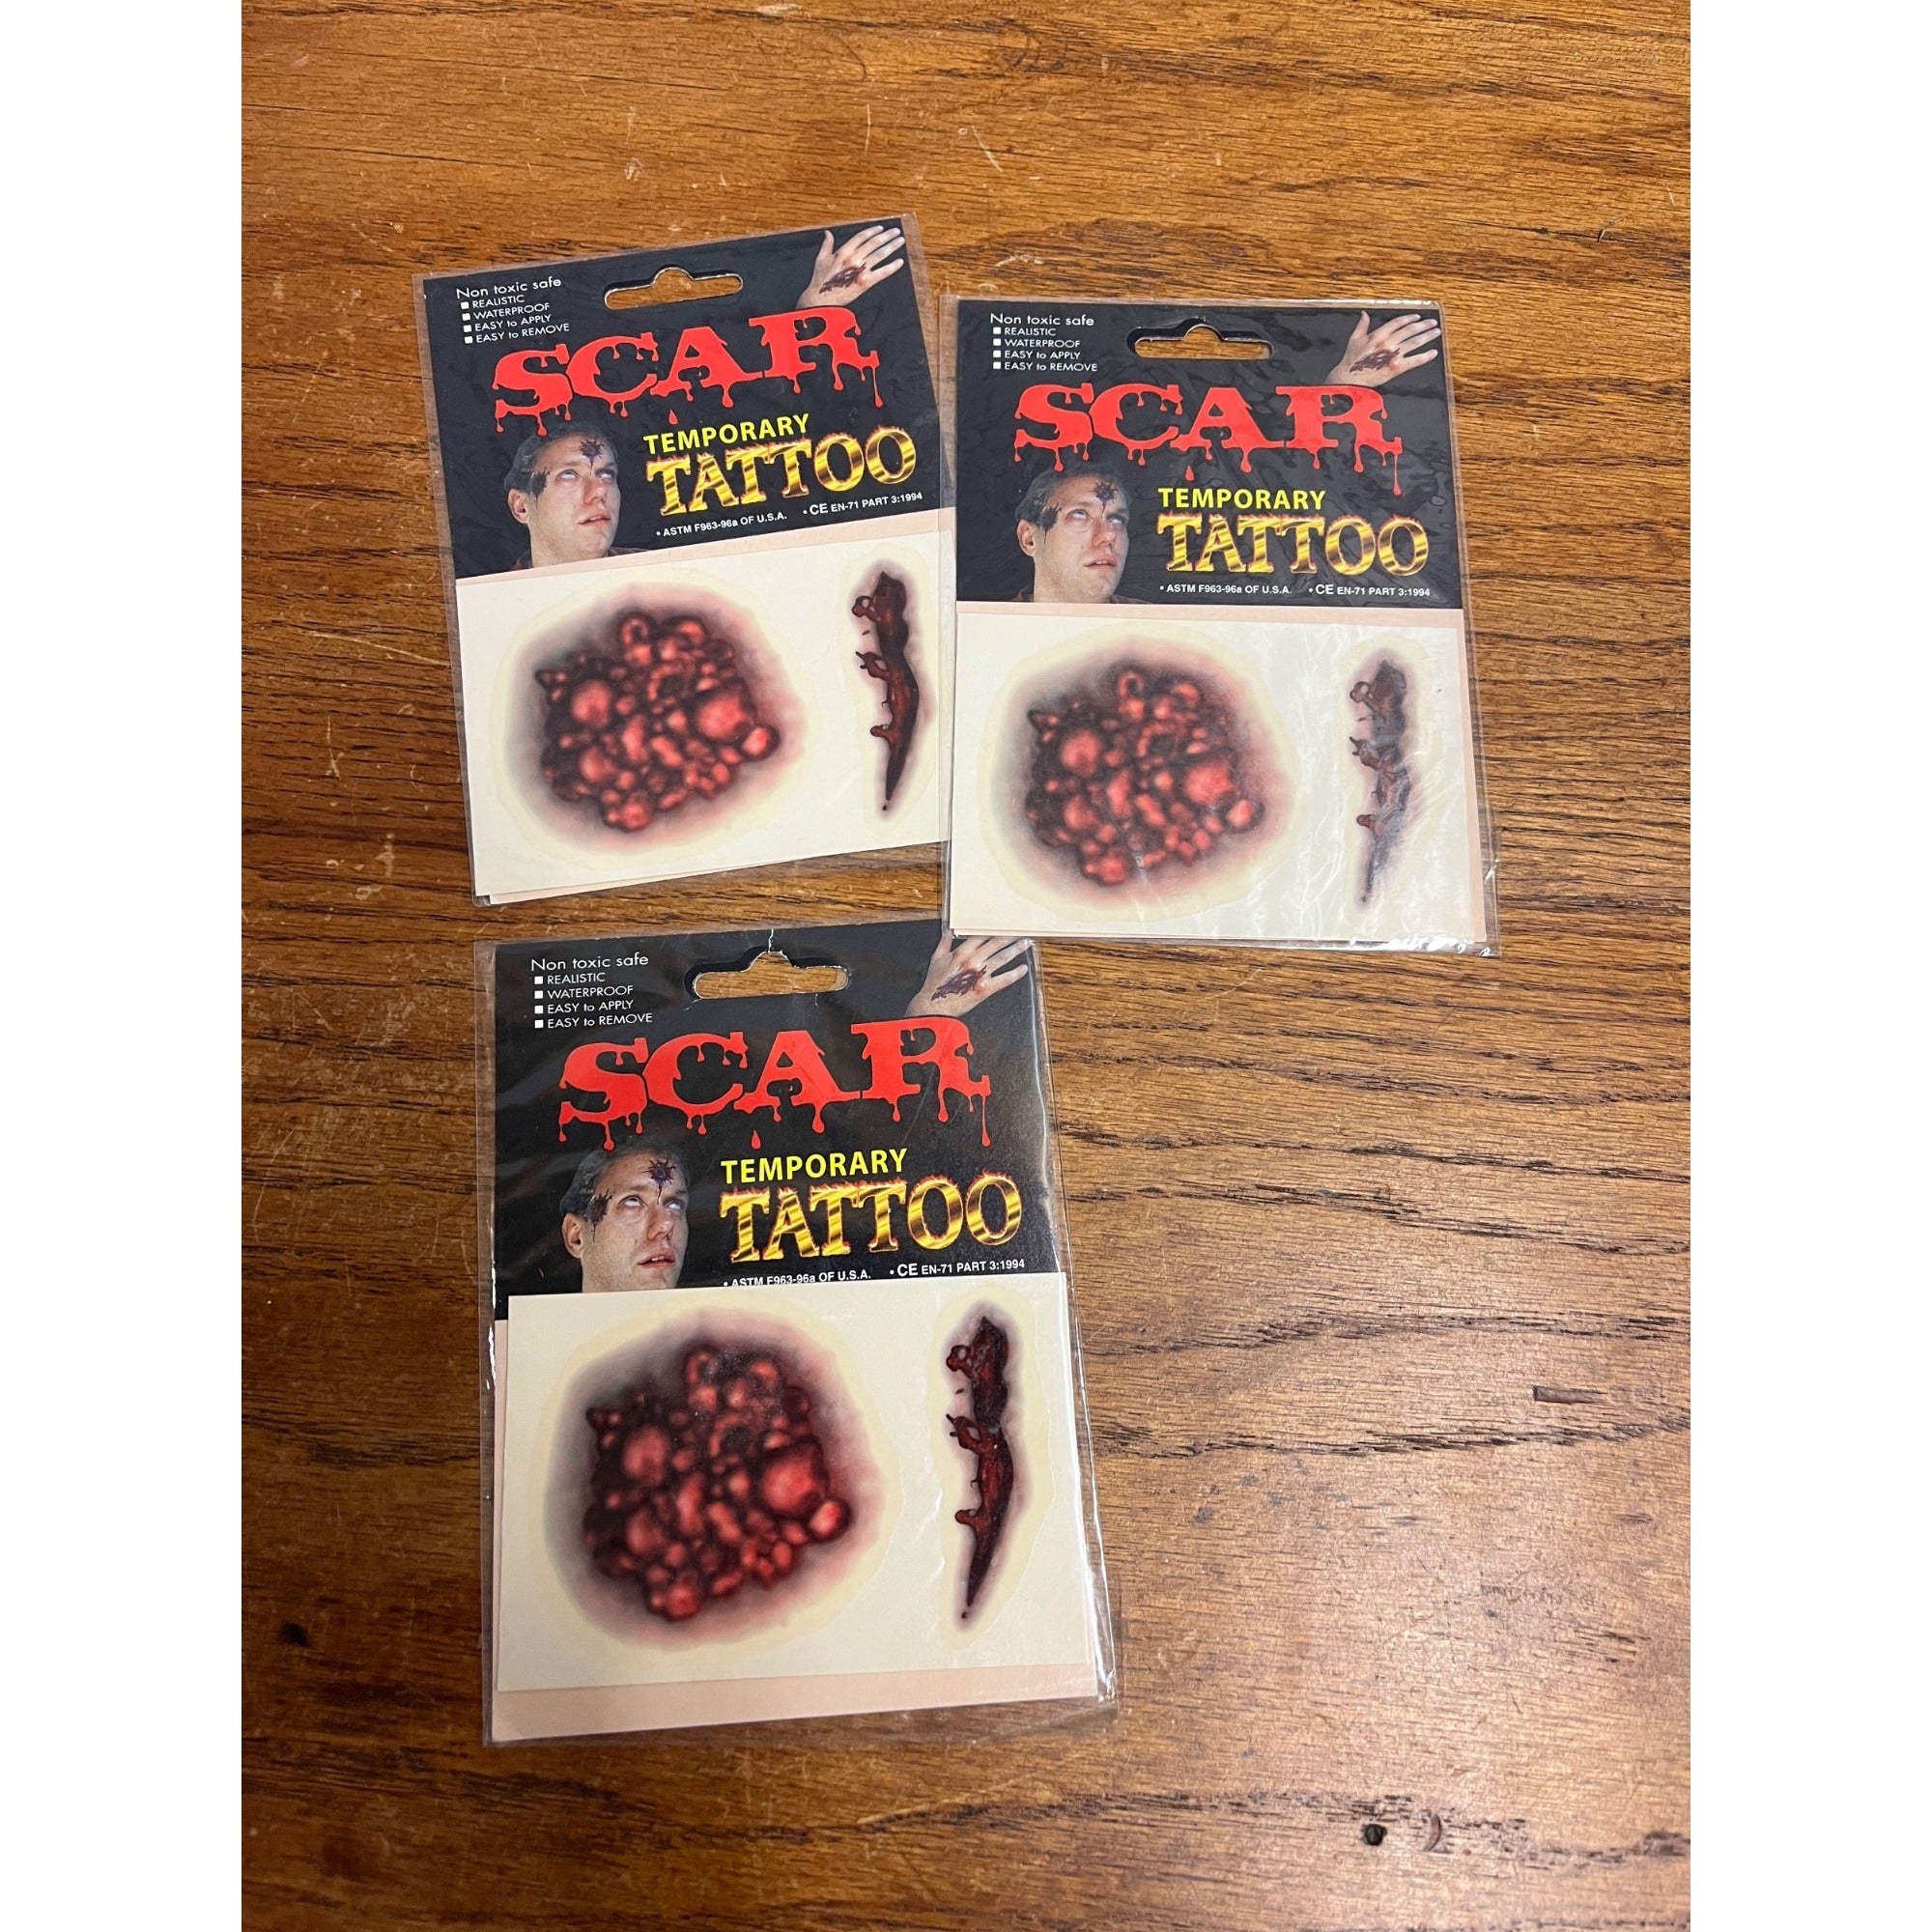 Non toxic safe
■ REALISTIC
■ WATERPROOF
■ EASY to APPLY
■ EASY to REMOVE
SCAR
TEMPORARY
TATTOO
• ASTM F963-96a OF U.S.A. • CE EN-71 PART 3:1994
Non toxic safe
■ REALISTIC
■ WATERPROOF
■ EASY to APPLY
■ EASY to REMOVE
SCAR
TEMPORARY
TATTOO
• ASTM F963-96a OF U.S.A. • CE EN-71 PART 3:1994
Non toxic safe
■ REALISTIC
■ WATERPROOF
■ EASY to APPLY
■ EASY to REMOVE
SCAR
TEMPORARY
TATTOO
• ASTM F963-96a OF U.S.A. • CE EN-71 PART 3:1994